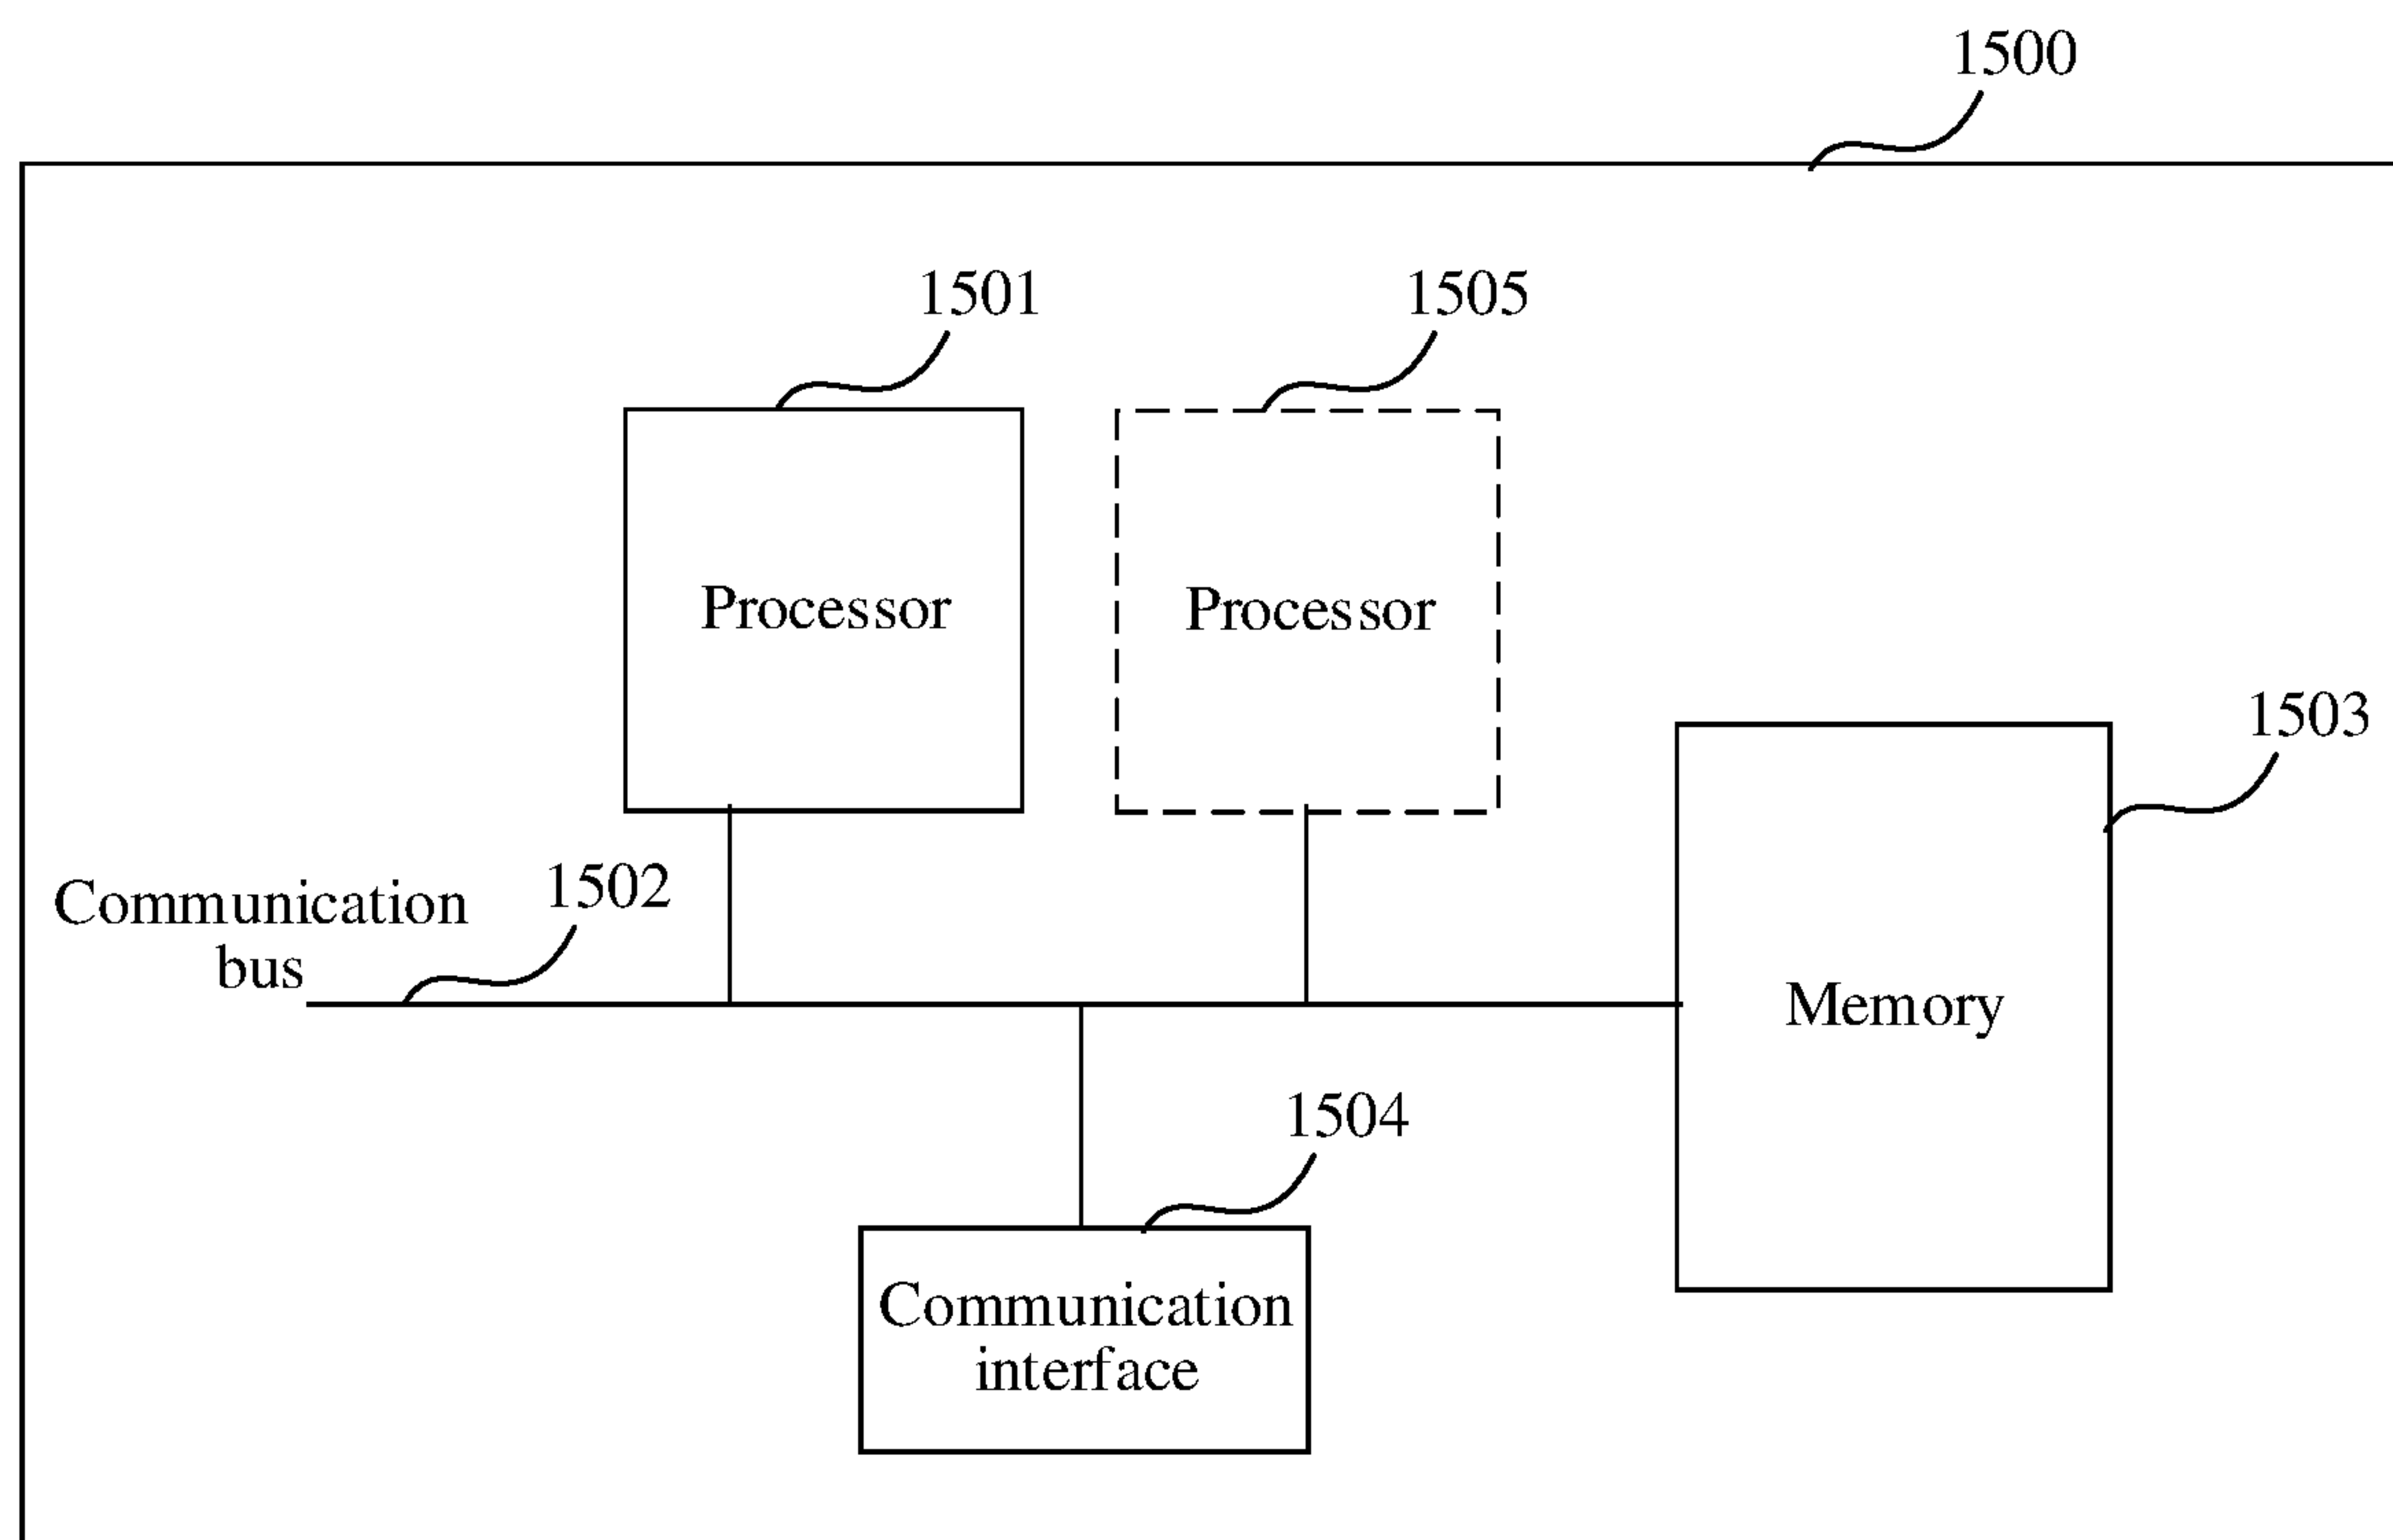 1500
1501
1505
Processor
Processor
1503
Communication
bus
1502
Memory
1504
Communication
interface